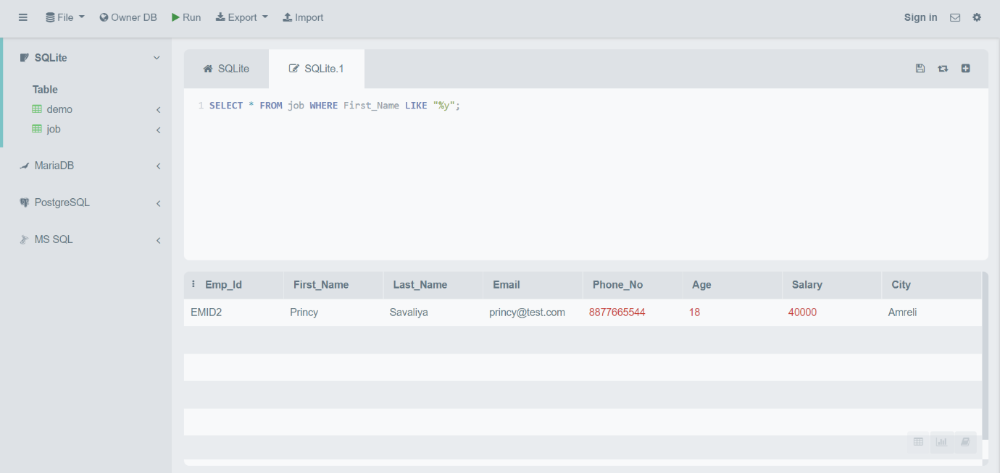 File Owner DB Run Export Import Sign in
SQLite
Table
demo
job
MariaDB
PostgreSQL
MS SQL
SQLite SQLite.1
1 SELECT * FROM job WHERE First_Name LIKE "%y";
Emp_Id First_Name Last_Name Email Phone_No Age Salary City
EMID2 Princy Savaliya princy@test.com 8877665544 18 40000 Amreli